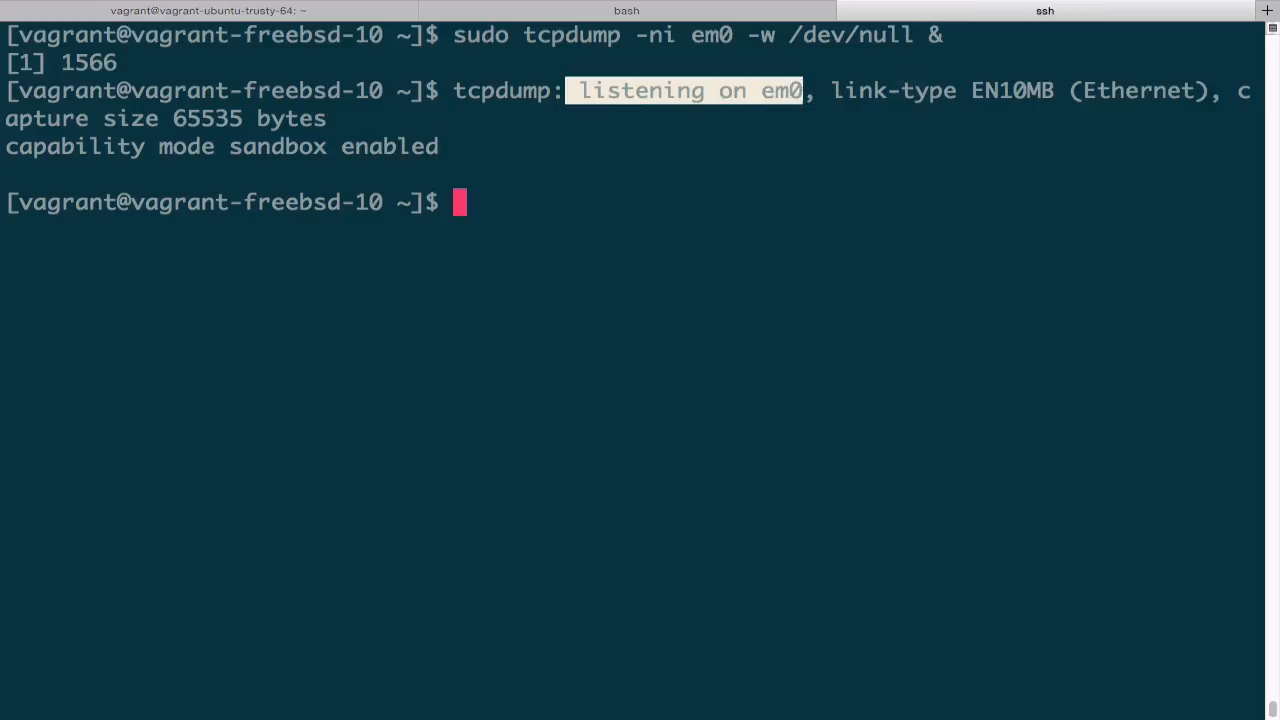 vagrant@vagrant-ubuntu-trusty-64: ~ bash ssh +
[vagrant@vagrant-freebsd-10 ~]$ sudo tcpdump -ni em0 -w /dev/null &
[1] 1566
[vagrant@vagrant-freebsd-10 ~]$ tcpdump: listening on em0, link-type EN10MB (Ethernet), c
apture size 65535 bytes
capability mode sandbox enabled
[vagrant@vagrant-freebsd-10 ~]$